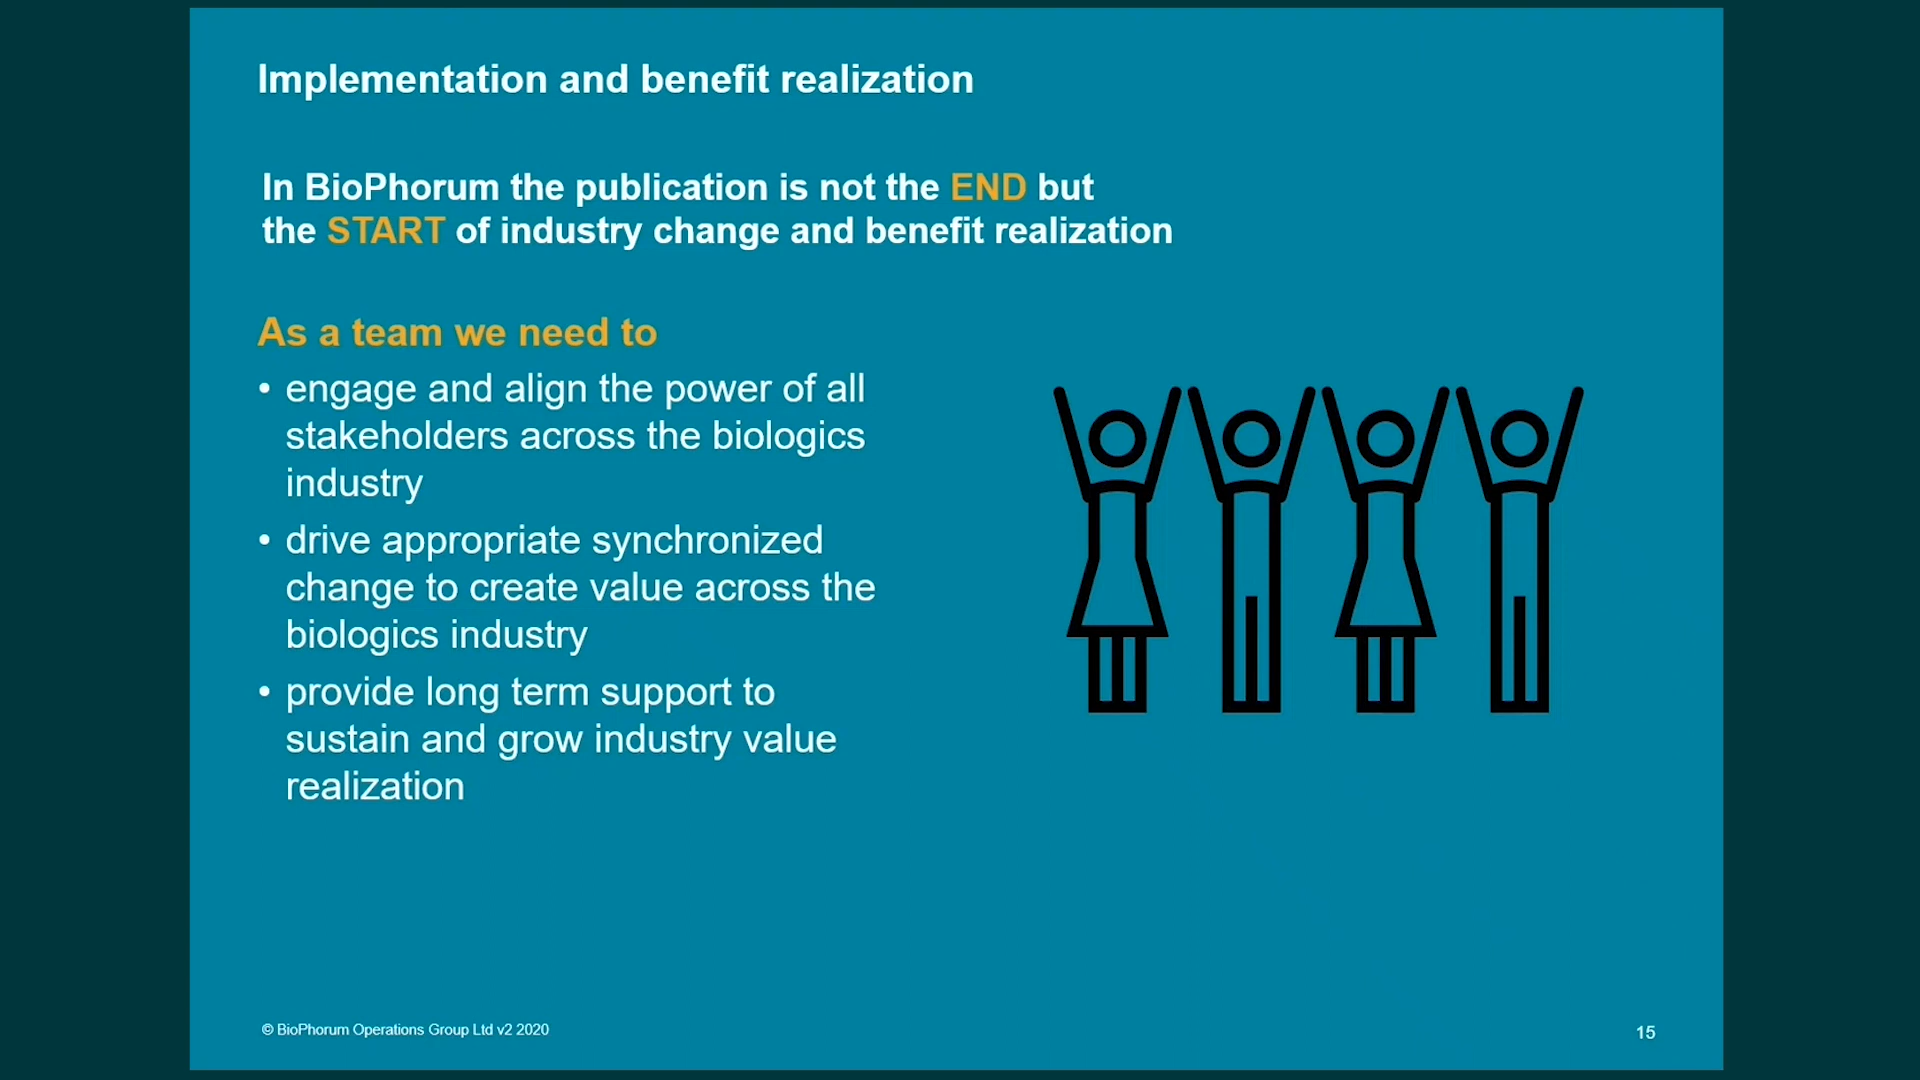 Implementation and benefit realization
In BioPhorum the publication is not the END but
the START of industry change and benefit realization
As a team we need to
• engage and align the power of all
stakeholders across the biologics
industry
• drive appropriate synchronized
change to create value across the
biologics industry
• provide long term support to
sustain and grow industry value
realization
© BioPhorum Operations Group Ltd v2 2020
15